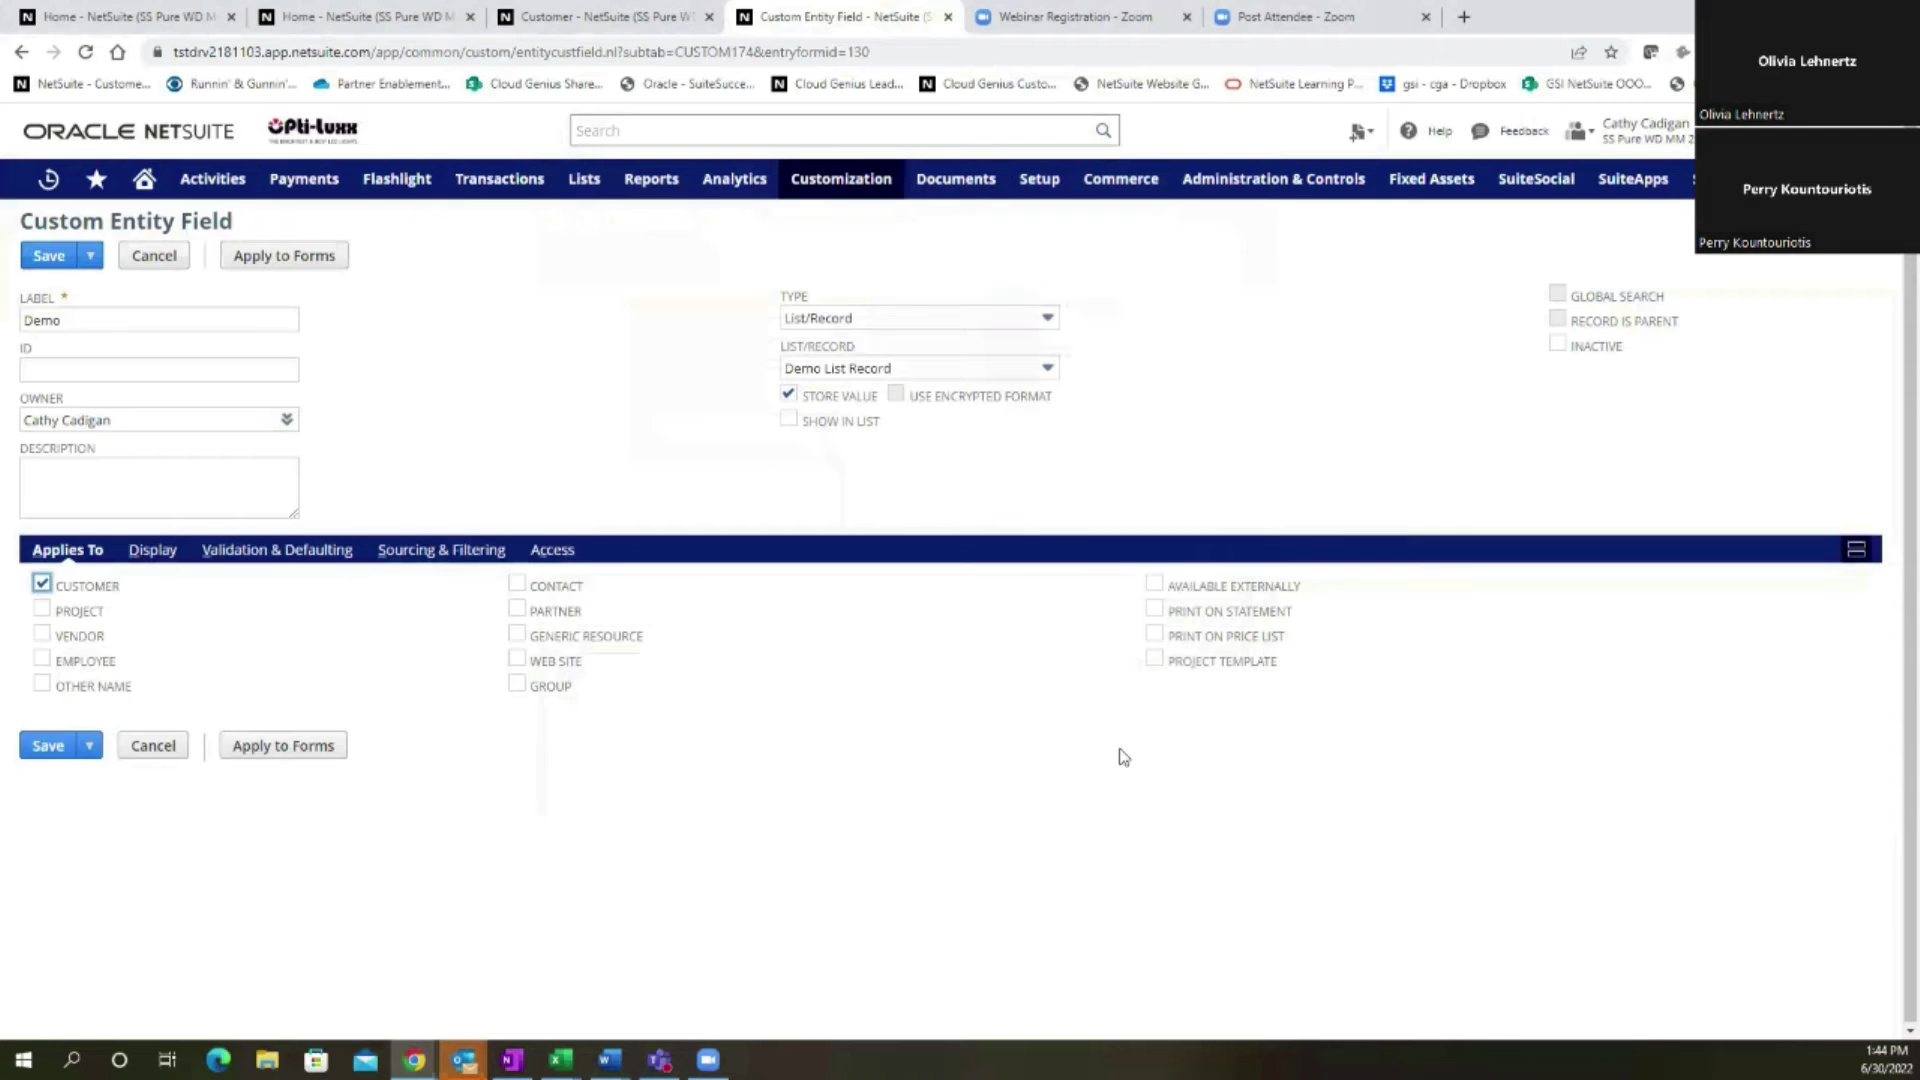 Home - NetSuite (SS Pure WD M
Home - NetSuite (SS Pure WD M
Customer - NetSuite (SS Pure W
Custom Entity Field - NetSuite (S
Webinar Registration - Zoom
Post Attendee - Zoom
tstdrv2181103.app.netsuite.com/app/common/custom/entitycustfield.nl?subtab=CUSTOM174&entryformid=130
NetSuite - Custome...
Runnin' & Gunnin'...
Partner Enablement...
Cloud Genius Share...
Oracle - SuiteSucce...
Cloud Genius Lead...
Cloud Genius Custo...
NetSuite Website G...
NetSuite Learning P...
gsi - cga - Dropbox
GSI NetSuite OOO...
Olivia Lehnertz
Olivia Lehnertz
Perry Kountouriotis
Perry Kountouriotis
ORACLE NETSUITE
Opti-Luxx
Search
Help
Feedback
Cathy Cadigan
SS Pure WD MM 2
Activities
Payments
Flashlight
Transactions
Lists
Reports
Analytics
Customization
Documents
Setup
Commerce
Administration & Controls
Fixed Assets
SuiteSocial
SuiteApps
Custom Entity Field
Save
Cancel
Apply to Forms
LABEL *
Demo
ID
OWNER
Cathy Cadigan
DESCRIPTION
TYPE
List/Record
LIST/RECORD
Demo List Record
STORE VALUE
USE ENCRYPTED FORMAT
SHOW IN LIST
GLOBAL SEARCH
RECORD IS PARENT
INACTIVE
Applies To
Display
Validation & Defaulting
Sourcing & Filtering
Access
CUSTOMER
PROJECT
VENDOR
EMPLOYEE
OTHER NAME
CONTACT
PARTNER
GENERIC RESOURCE
WEB SITE
GROUP
AVAILABLE EXTERNALLY
PRINT ON STATEMENT
PRINT ON PRICE LIST
PROJECT TEMPLATE
Save
Cancel
Apply to Forms
1:44 PM
6/30/2022